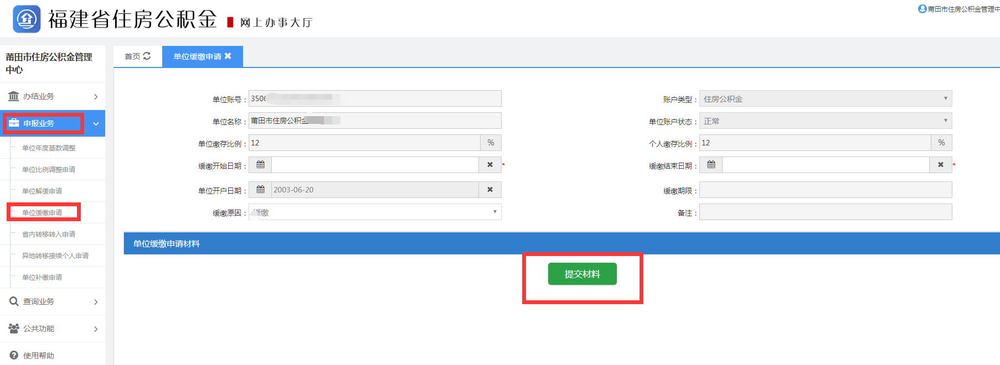 福建省住房公积金 网上办事大厅
莆田市住房公积金管理中
莆田市住房公积金管理
中心
首页 单位缓缴申请
办结业务
申报业务
单位年度基数调整
单位比例调整申请
单位解缓申请
单位缓缴申请
省内转移转入申请
异地转移接续个人申请
单位补缴申请
查询业务
公共功能
使用帮助
单位账号： 3506
账户类型： 住房公积金
单位名称： 莆田市住房公积金
单位账户状态： 正常
单位缴存比例： 12 %
个人缴存比例： 12 %
缓缴开始日期： *
缓缴结束日期： *
单位开户日期： 2003-06-20
缓缴期限：
缓缴原因： 缓缴
备注：
单位缓缴申请材料
提交材料